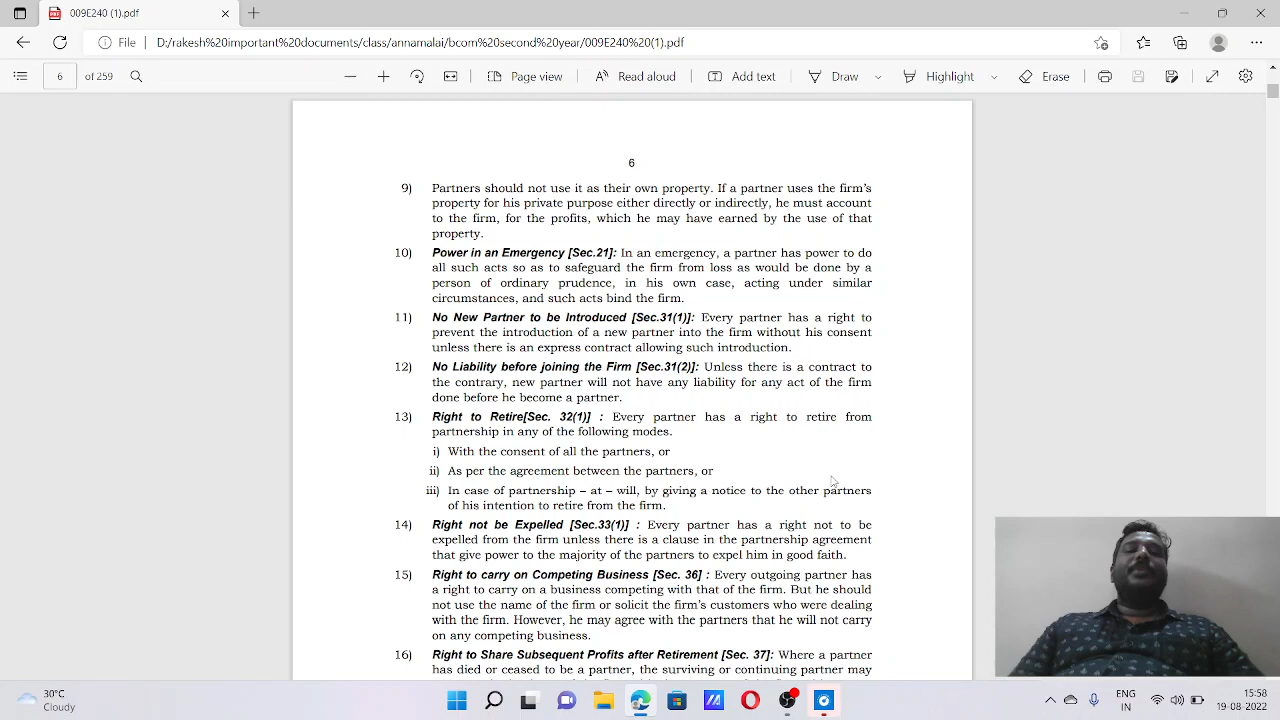 009E240 (1).pdf
File
D:/rakesh%20important%20documents/class/annamalai/bcom%20second%20year/009E240%20(1).pdf
6 of 259
Page view
Read aloud
Add text
Draw
Highlight
Erase
6
9) Partners should not use it as their own property. If a partner uses the firm's
property for his private purpose either directly or indirectly, he must account
to the firm, for the profits, which he may have earned by the use of that
property.
10) Power in an Emergency [Sec.21]: In an emergency, a partner has power to do
all such acts so as to safeguard the firm from loss as would be done by a
person of ordinary prudence, in his own case, acting under similar
circumstances, and such acts bind the firm.
11) No New Partner to be Introduced [Sec.31(1)]: Every partner has a right to
prevent the introduction of a new partner into the firm without his consent
unless there is an express contract allowing such introduction.
12) No Liability before joining the Firm [Sec.31(2)]: Unless there is a contract to
the contrary, new partner will not have any liability for any act of the firm
done before he become a partner.
13) Right to Retire[Sec. 32(1)] : Every partner has a right to retire from
partnership in any of the following modes.
i) With the consent of all the partners, or
ii) As per the agreement between the partners, or
iii) In case of partnership – at – will, by giving a notice to the other partners
of his intention to retire from the firm.
14) Right not be Expelled [Sec.33(1)] : Every partner has a right not to be
expelled from the firm unless there is a clause in the partnership agreement
that give power to the majority of the partners to expel him in good faith.
15) Right to carry on Competing Business [Sec. 36] : Every outgoing partner has
a right to carry on a business competing with that of the firm. But he should
not use the name of the firm or solicit the firm's customers who were dealing
with the firm. However, he may agree with the partners that he will not carry
on any competing business.
16) Right to Share Subsequent Profits after Retirement [Sec. 37]: Where a partner
has died or ceased to be a partner, the surviving or continuing partner may
30°C
Cloudy
ENG
IN
15:58
19-08-2022